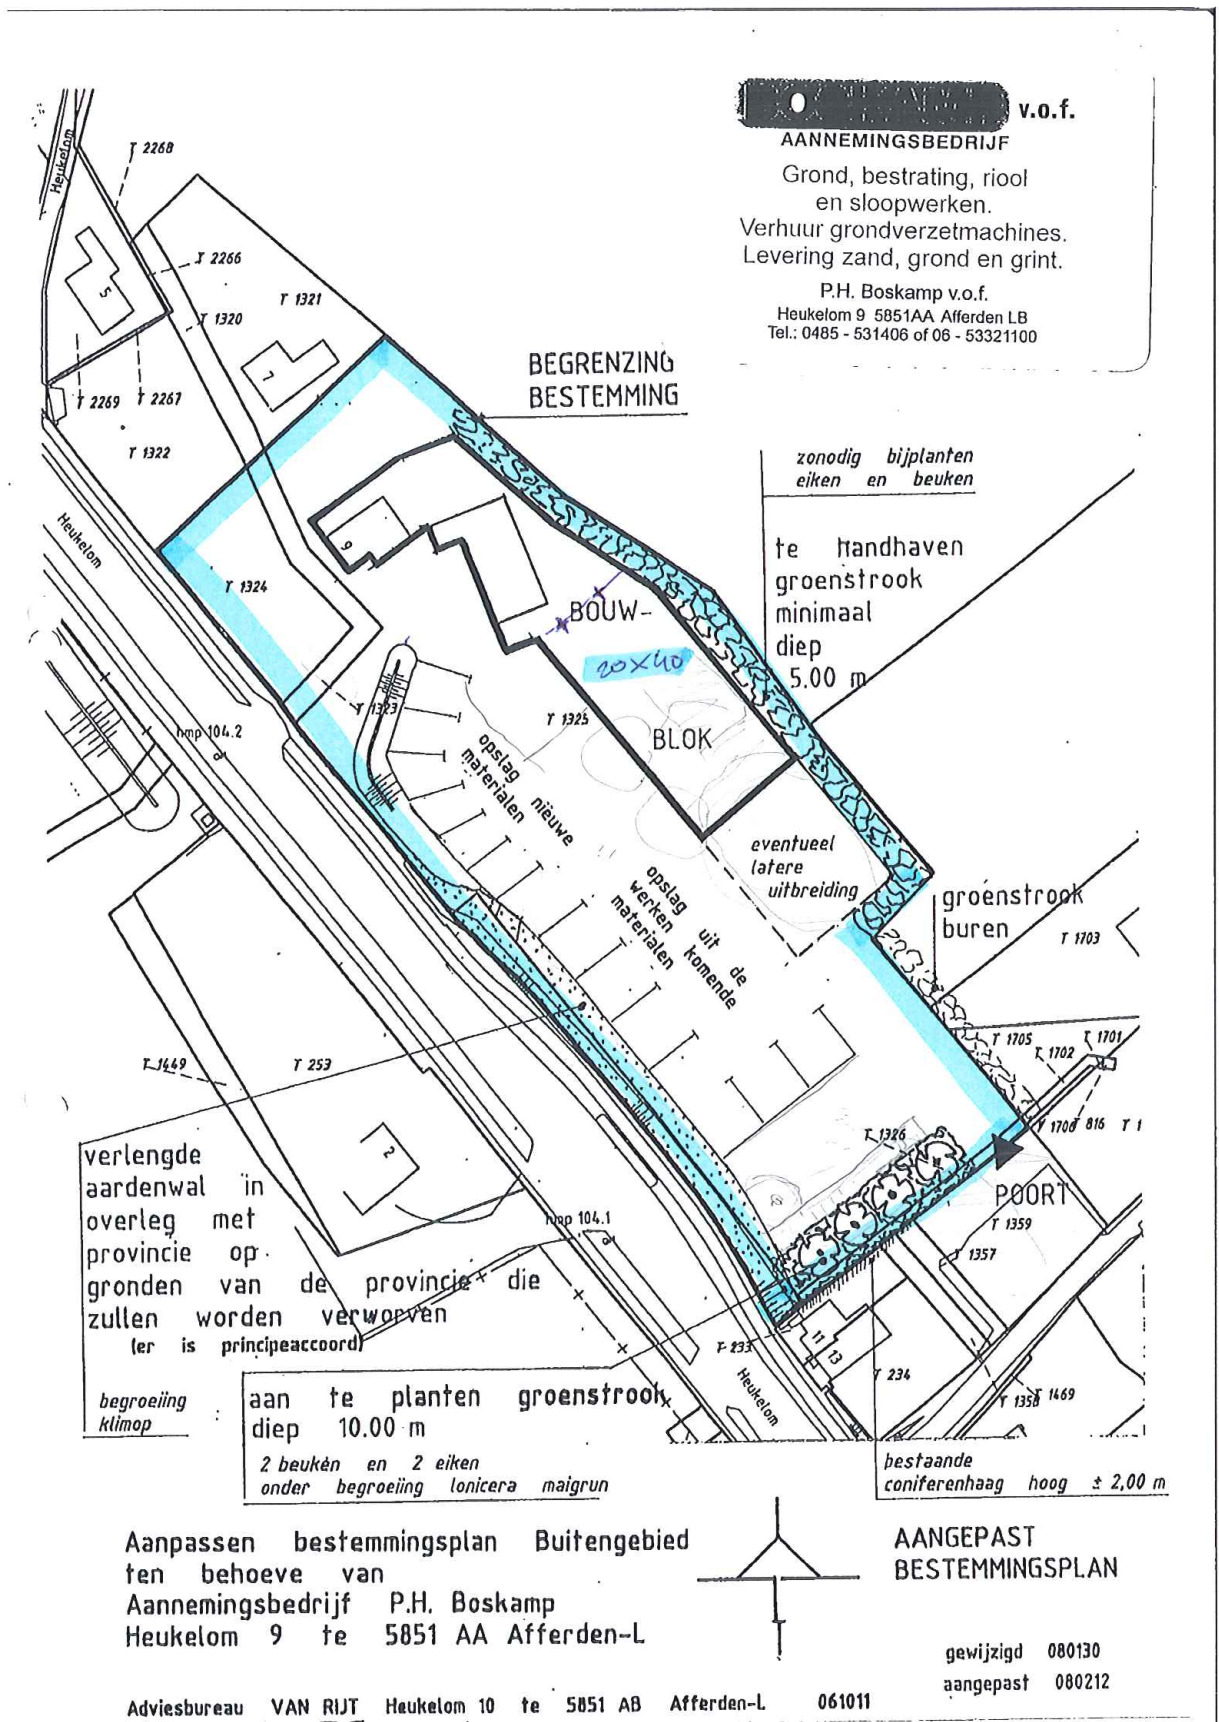 v.o.f.
AANNEMINGSBEDRIJF
Grond, bestrating, riool
en sloopwerken.
Verhuur grondverzetmachines.
Levering zand, grond en grint.
P.H. Boskamp v.o.f.
Heukelom 9 5851AA Afferden LB
Tel.: 0485 - 531406 of 06 - 53321100
Heukelom
T 2268
T 2266
5
T 1321
T 1320
7
T 2269
T 2267
T 1322
BEGRENZING
BESTEMMING
zonodig bijplanten
eiken en beuken
te handhaven
groenstrook
minimaal
diep
5.00 m
Heukelom
9
T 1324
BOUW-
20x40
T 1323
T 1325
BLOK
hmp 104.2
opslag nieuwe
materialen
eventueel
latere
uitbreiding
opslag uit de
werken komende
materialen
groenstrook
buren
T 1703
T 1705
T 1702
T 1701
T 1449
T 253
T 1326
T 1700
T 816
T 1
2
POORT
verlengde
aardenwal in
overleg met
provincie op
gronden van de provincie die
zullen worden verworven
(er is principeaccoord)
hmp 104.1
T 1359
T 1357
T 233
11
13
T 234
Heukelom
T 1358
T 1469
begroeiing
klimop
:
aan te planten groenstrook
diep 10.00 m
2 beuken en 2 eiken
onder begroeiing lonicera maigrun
bestaande
coniferenhaag hoog ± 2,00 m
Aanpassen bestemmingsplan Buitengebied
ten behoeve van
Aannemingsbedrijf P.H. Boskamp
Heukelom 9 te 5851 AA Afferden-L
AANGEPAST
BESTEMMINGSPLAN
gewijzigd 080130
aangepast 080212
Adviesbureau VAN RIJT Heukelom 10 te 5851 AB Afferden-L 061011